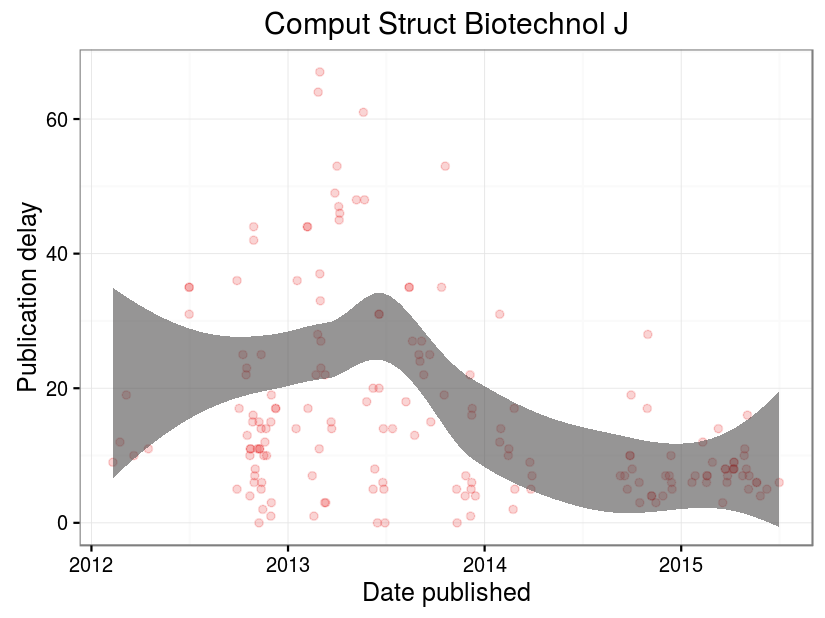 Comput Struct Biotechnol J
Publication delay
60
40
20
0
2012
2013
2014
2015
Date published